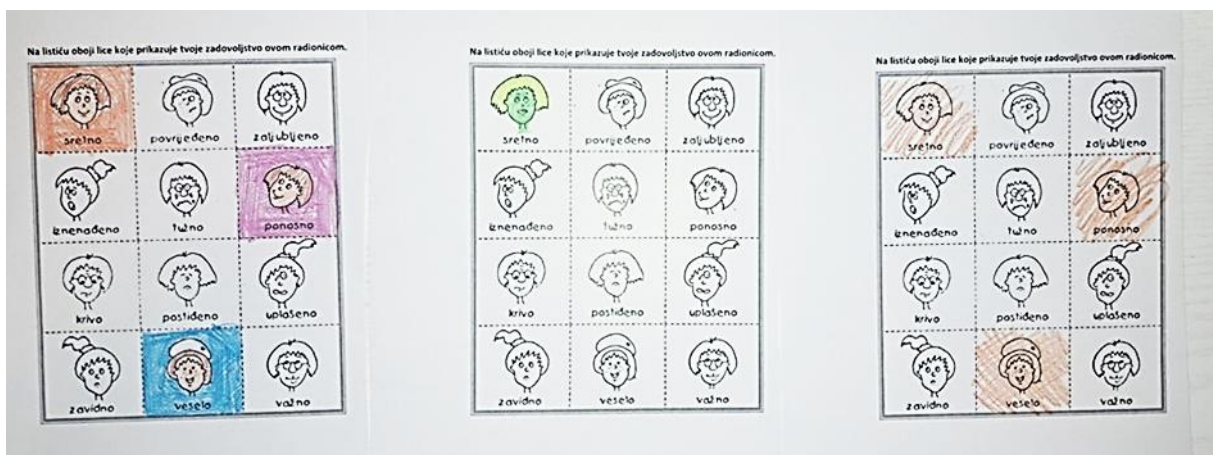 Na listiću oboji lice koje prikazuje tvoje zadovoljstvo ovom radionicom.
sretno povrijeđeno zaljubljeno
iznenađeno tužno ponosno
krivo postiđeno uplašeno
zavidno veselo važno
Na listiću oboji lice koje prikazuje tvoje zadovoljstvo ovom radionicom.
sretno povrijeđeno zaljubljeno
iznenađeno tužno ponosno
krivo postiđeno uplašeno
zavidno veselo važno
Na listiću oboji lice koje prikazuje tvoje zadovoljstvo ovom radionicom.
sretno povrijeđeno zaljubljeno
iznenađeno tužno ponosno
krivo postiđeno uplašeno
zavidno veselo važno